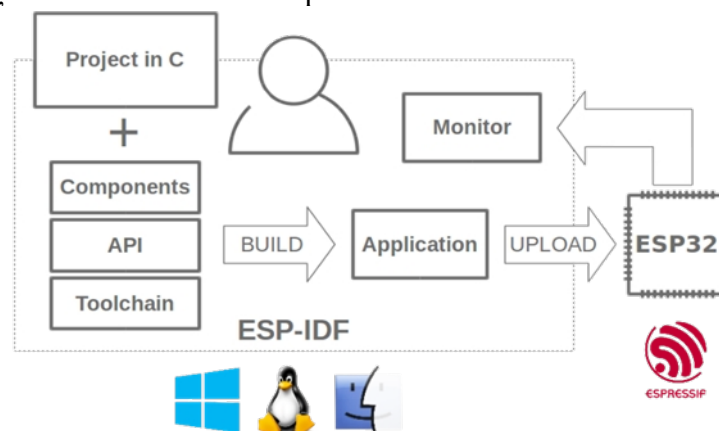 Project in C
+
Components
API
Toolchain
BUILD
Application
UPLOAD
Monitor
ESP32
ESP-IDF
ESPRESSIF